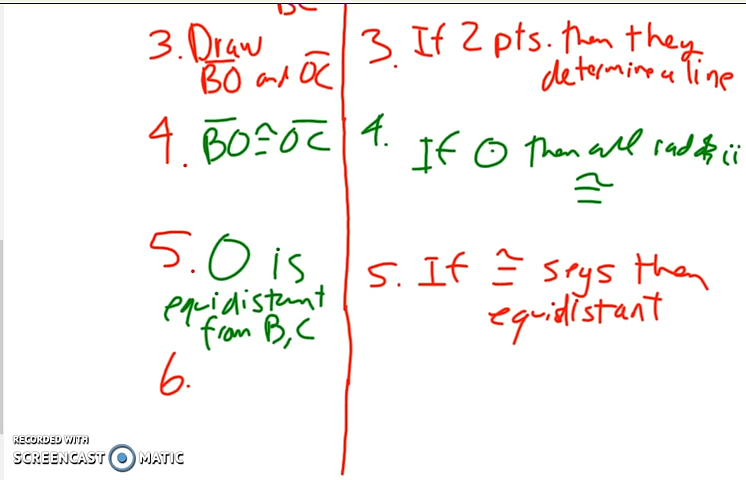 BC
3. Draw
BO and OC
3. If 2 pts. then they
determine a line
4. BO ≅ OC
4. If ⊙ then all radii
≅
5. O is
equidistant
from B, C
5. If ≅ segs then
equidistant
6.
RECORDED WITH
SCREENCAST MATIC